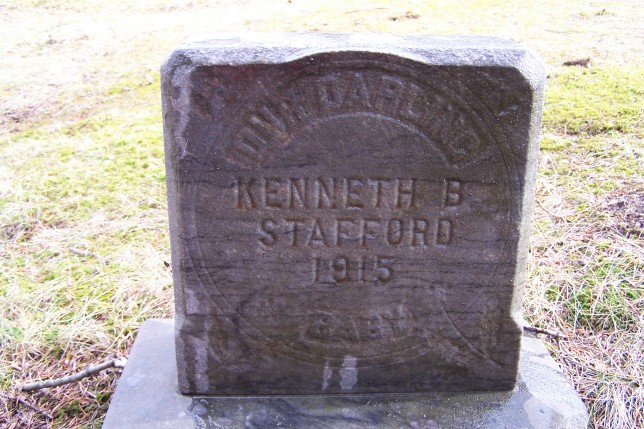 OUR DARLING
KENNETH B
STAFFORD
1915
BABY